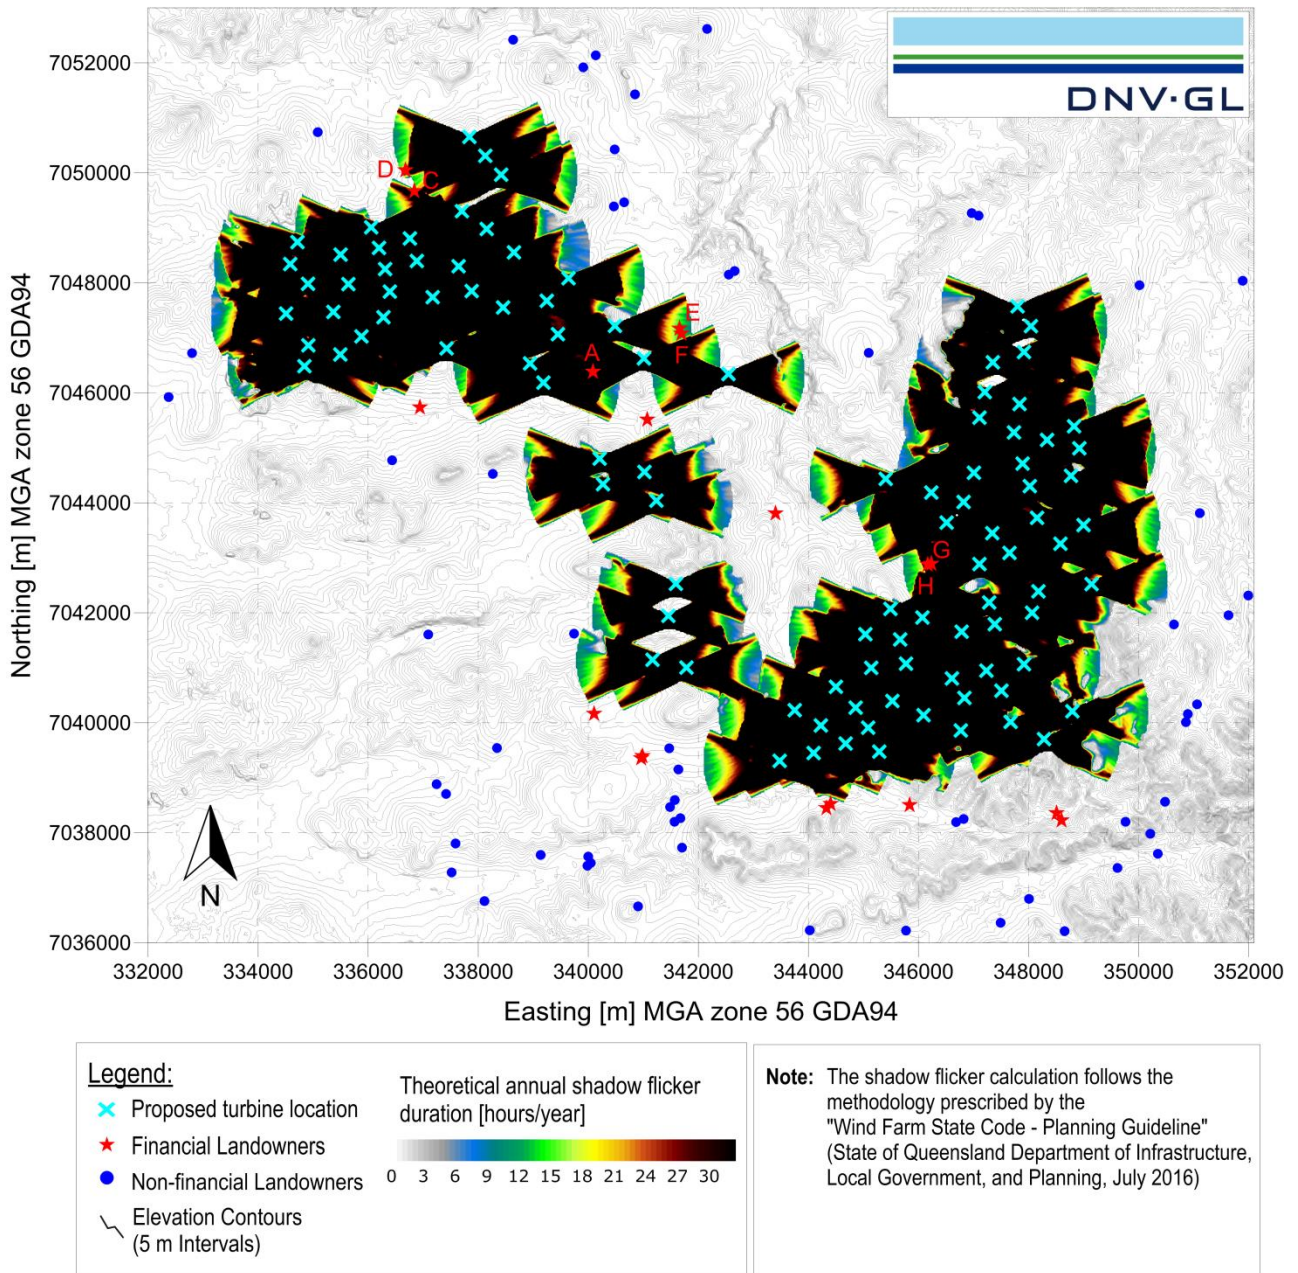 DNV·GL
7052000
7050000
7048000
7046000
7044000
7042000
7040000
7038000
7036000
Northing [m] MGA zone 56 GDA94
D
C
E
F
A
G
H
N
332000 334000 336000 338000 340000 342000 344000 346000 348000 350000 352000
Easting [m] MGA zone 56 GDA94
Legend:
Proposed turbine location
Financial Landowners
Non-financial Landowners
Elevation Contours
(5 m Intervals)
Theoretical annual shadow flicker
duration [hours/year]
0 3 6 9 12 15 18 21 24 27 30
Note: The shadow flicker calculation follows the
methodology prescribed by the
"Wind Farm State Code - Planning Guideline"
(State of Queensland Department of Infrastructure,
Local Government, and Planning, July 2016)